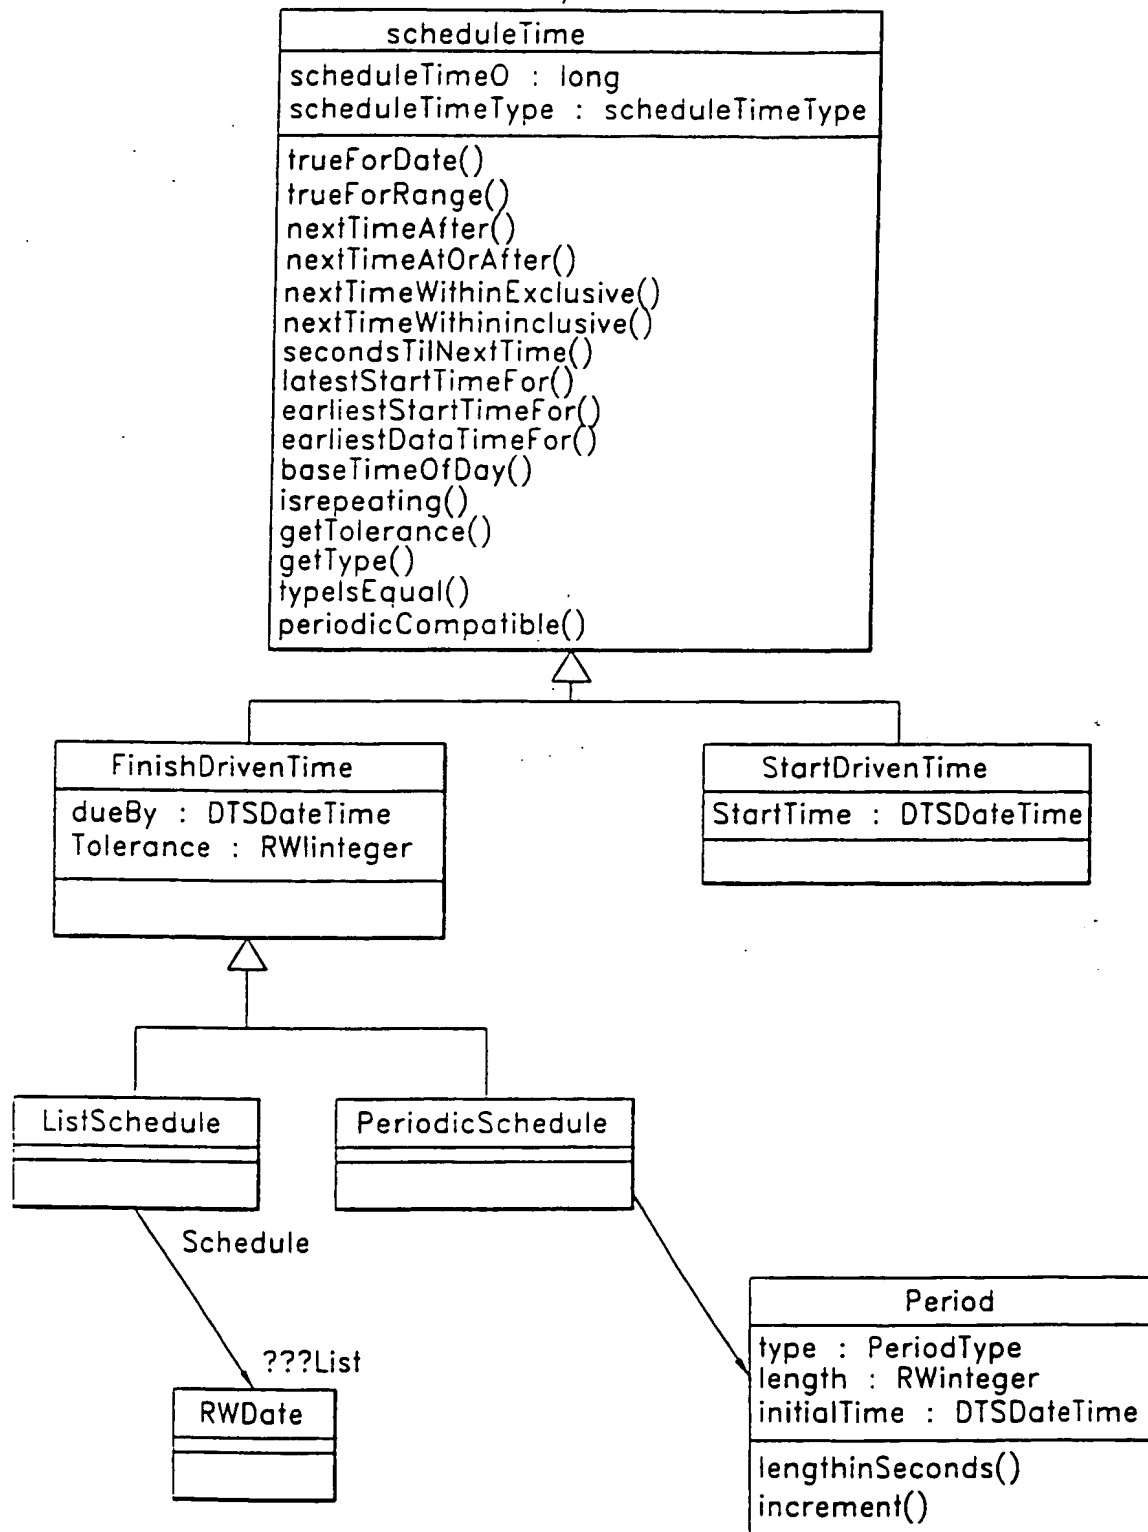 scheduleTime
scheduleTimeO : long
scheduleTimeType : scheduleTimeType
trueForDate()
trueForRange()
nextTimeAfter()
nextTimeAtOrAfter()
nextTimeWithinExclusive()
nextTimeWithininclusive()
secondsTilNextTime()
latestStartTimeFor()
earliestStartTimeFor()
earliestDataTimeFor()
baseTimeOfDay()
isrepeating()
getTolerance()
getType()
typeIsEqual()
periodicCompatible()
FinishDrivenTime
dueBy : DTSDateTime
Tolerance : RWlinteger
StartDrivenTime
StartTime : DTSDateTime
ListSchedule
PeriodicSchedule
Schedule
???List
RWDate
Period
type : PeriodType
length : RWinteger
initialTime : DTSDateTime
lengthinSeconds()
increment()